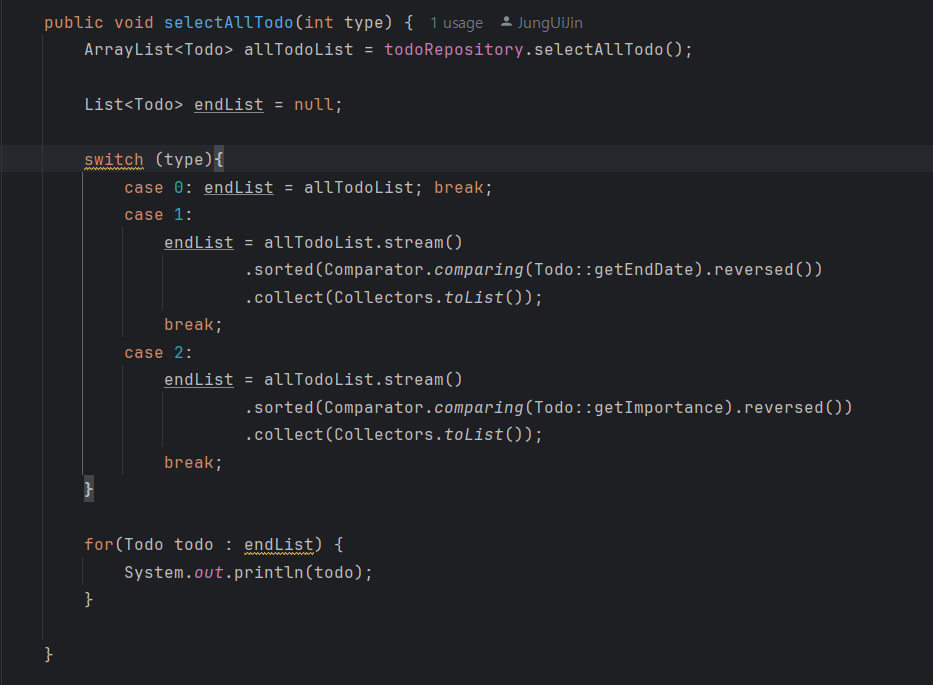 public void selectAllTodo(int type) { 1 usage JungUiJin
ArrayList<Todo> allTodoList = todoRepository.selectAllTodo();
List<Todo> endList = null;
switch (type){
case 0: endList = allTodoList; break;
case 1:
endList = allTodoList.stream()
.sorted(Comparator.comparing(Todo::getEndDate).reversed())
.collect(Collectors.toList());
break;
case 2:
endList = allTodoList.stream()
.sorted(Comparator.comparing(Todo::getImportance).reversed())
.collect(Collectors.toList());
break;
}
for(Todo todo : endList) {
System.out.println(todo);
}
}